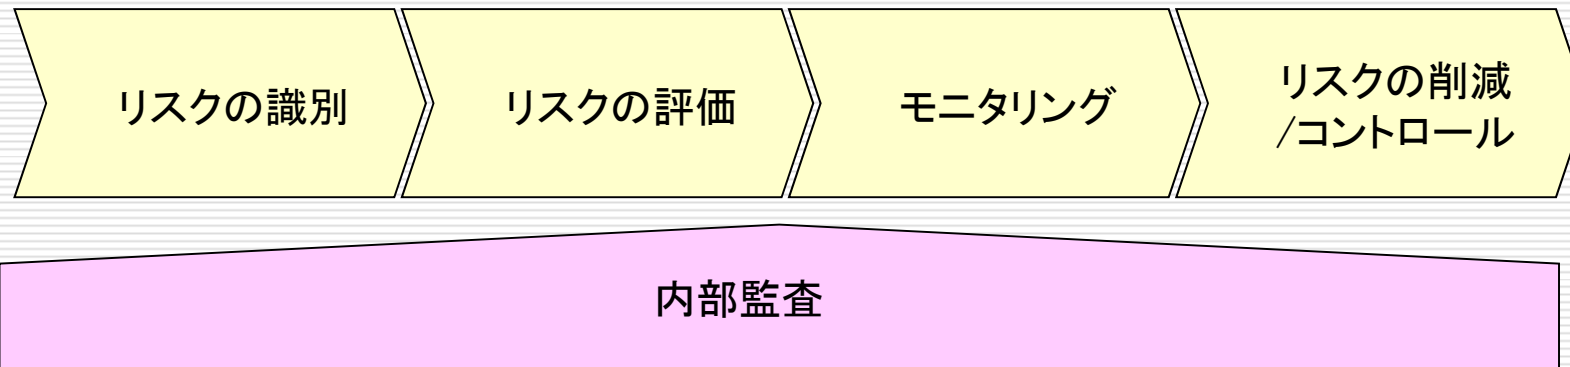 リスクの識別
リスクの評価
モニタリング
リスクの削減
/コントロール
内部監査